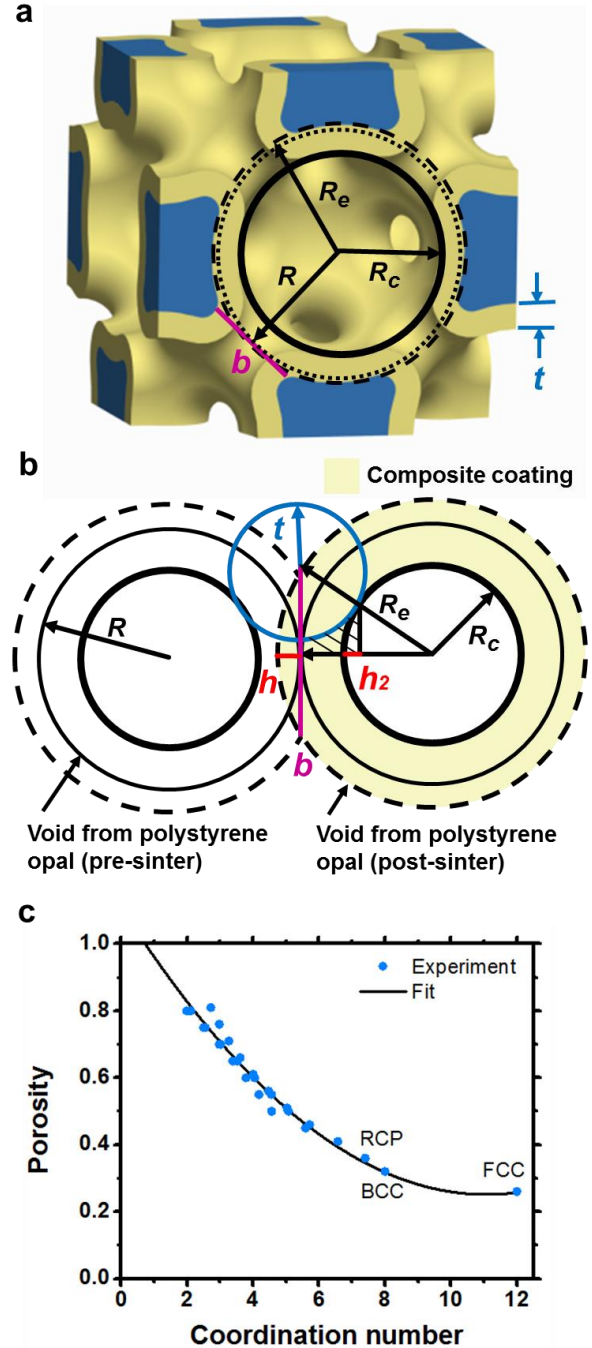 a
Re
R
Rc
b
t
b
Composite coating
t
R
Re
Rc
h
h2
b
Void from polystyrene
opal (pre-sinter)
Void from polystyrene
opal (post-sinter)
c
1.0
0.8
0.6
0.4
0.2
0.0
Porosity
Experiment
Fit
RCP
BCC
FCC
0 2 4 6 8 10 12
Coordination number